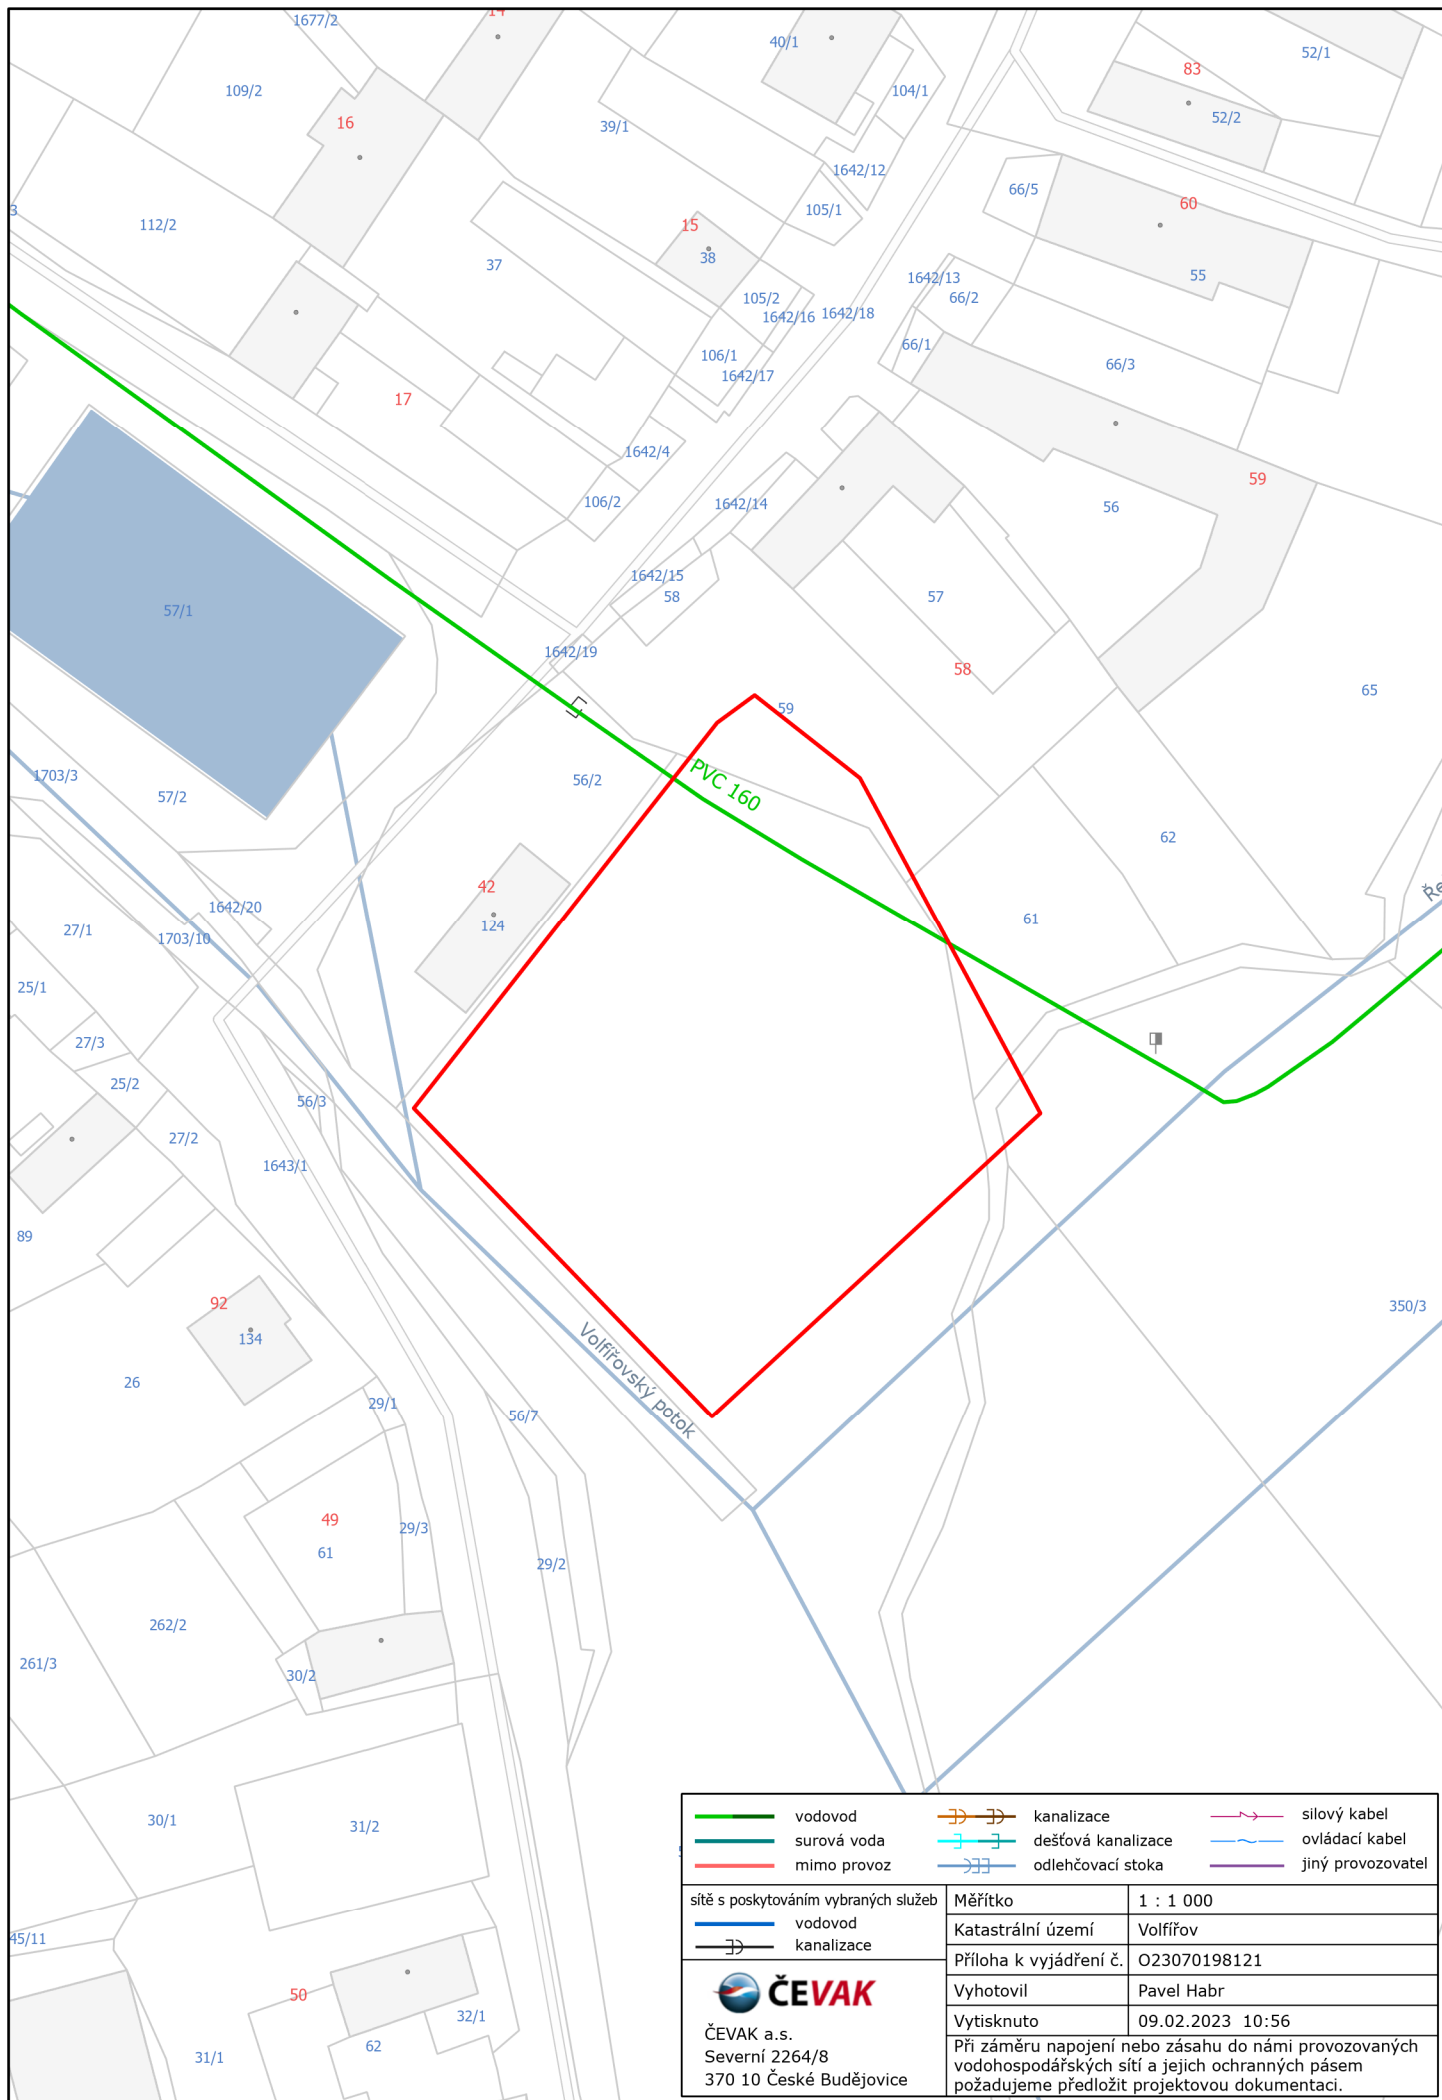 1677/2
14
40/1
52/1
83
109/2
104/1
52/2
16
39/1
1642/12
66/5
60
3
112/2
105/1
15
38
37
55
1642/13
66/2
105/2
1642/16
1642/18
66/1
106/1
66/3
1642/17
17
1642/4
59
106/2
1642/14
56
57/1
1642/15
58
57
1642/19
58
65
59
1703/3
56/2
57/2
PVC 160
62
42
124
1642/20
61
Ře
27/1
1703/10
25/1
27/3
25/2
56/3
27/2
1643/1
89
92
134
350/3
26
Volfířovský potok
29/1
56/7
49
29/3
61
29/2
262/2
261/3
30/2
30/1
31/2
45/11
50
32/1
62
31/1
vodovod
surová voda
mimo provoz
kanalizace
dešťová kanalizace
odlehčovací stoka
silový kabel
ovládací kabel
jiný provozovatel
sítě s poskytováním vybraných služeb
vodovod
kanalizace
Měřítko 1 : 1 000
Katastrální území Volfířov
Příloha k vyjádření č. O23070198121
Vyhotovil Pavel Habr
Vytisknuto 09.02.2023 10:56
ČEVAK
ČEVAK a.s.
Severní 2264/8
370 10 České Budějovice
Při záměru napojení nebo zásahu do námi provozovaných
vodohospodářských sítí a jejich ochranných pásem
požadujeme předložit projektovou dokumentaci.